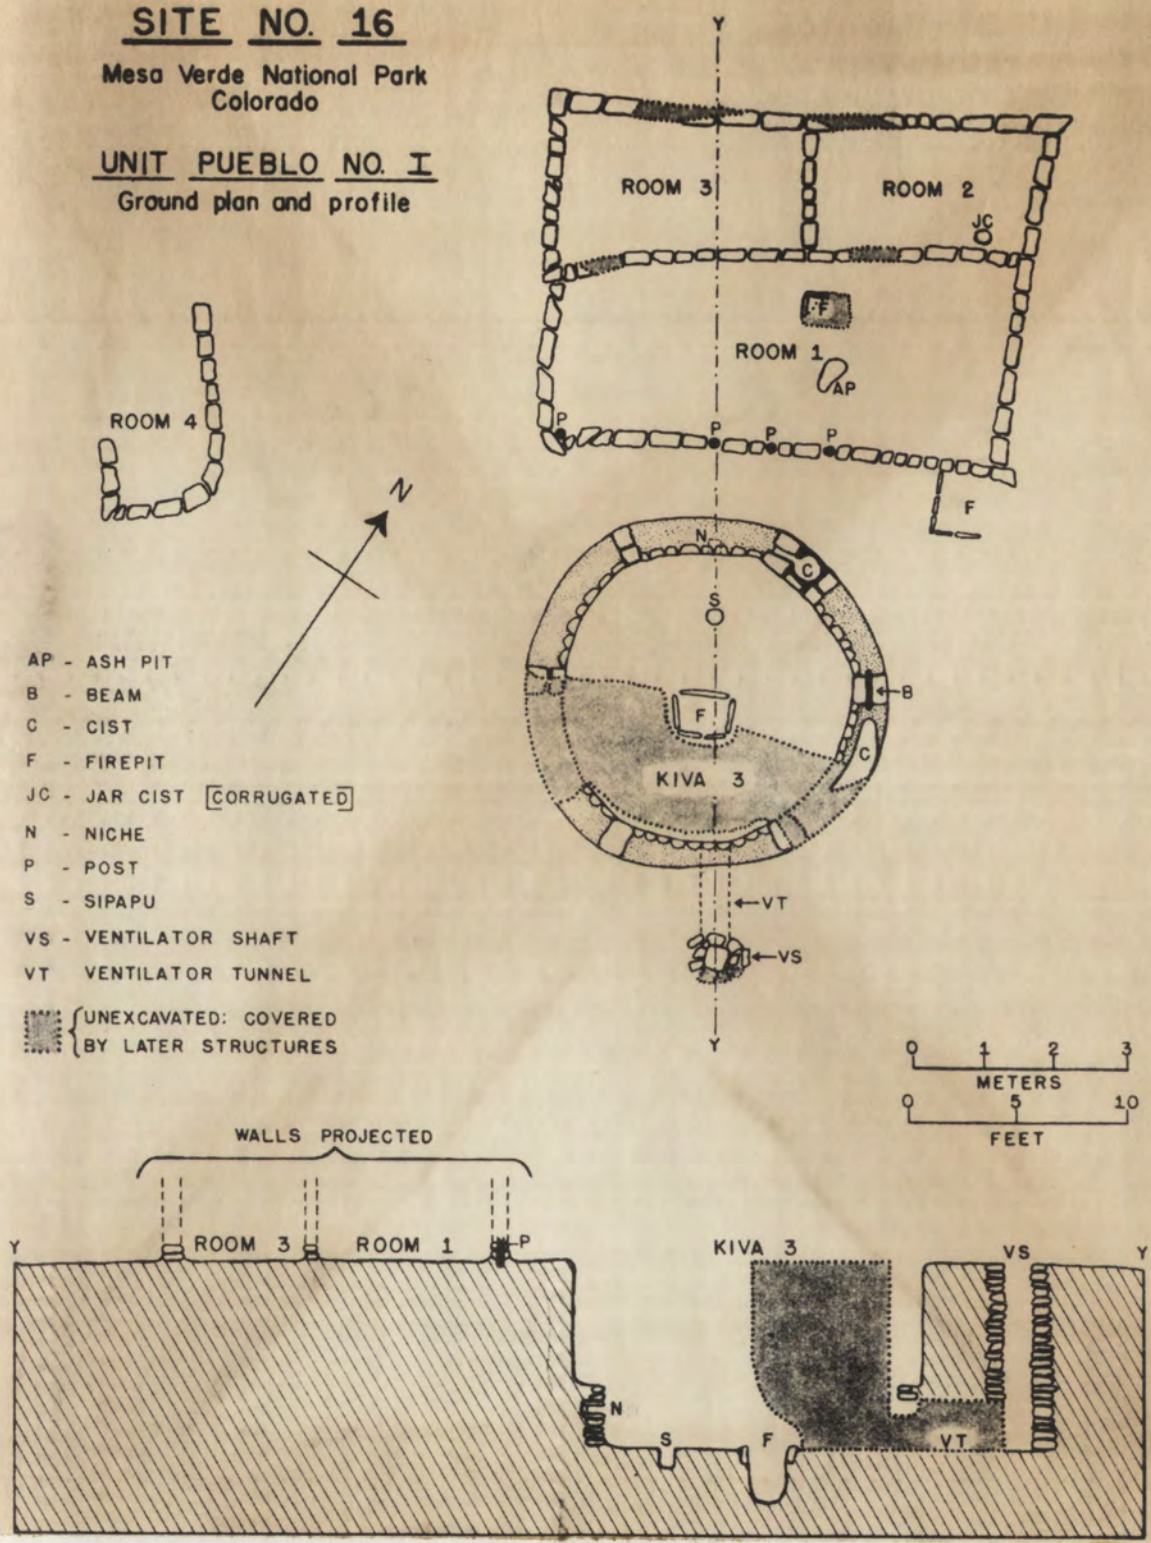 SITE NO. 16
Mesa Verde National Park
Colorado
UNIT PUEBLO NO. I
Ground plan and profile
Y
ROOM 3
ROOM 2
JC
F
ROOM 1
AP
P
P
P
P
F
ROOM 4
N
N
C
S
B
F
C
KIVA 3
VT
VS
Y
AP - ASH PIT
B - BEAM
C - CIST
F - FIREPIT
JC - JAR CIST [CORRUGATED]
N - NICHE
P - POST
S - SIPAPU
VS - VENTILATOR SHAFT
VT VENTILATOR TUNNEL
UNEXCAVATED: COVERED
BY LATER STRUCTURES
0 1 2 3
METERS
0 5 10
FEET
WALLS PROJECTED
Y
ROOM 3
ROOM 1
P
KIVA 3
VS
Y
N
S
F
VT